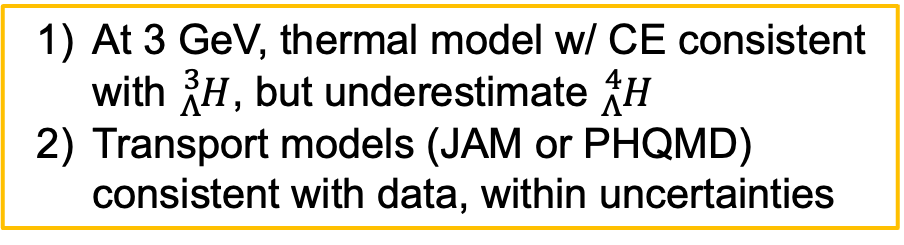 1) At 3 GeV, thermal model w/ CE consistent
with ³ΛH, but underestimate ⁴ΛH
2) Transport models (JAM or PHQMD)
consistent with data, within uncertainties